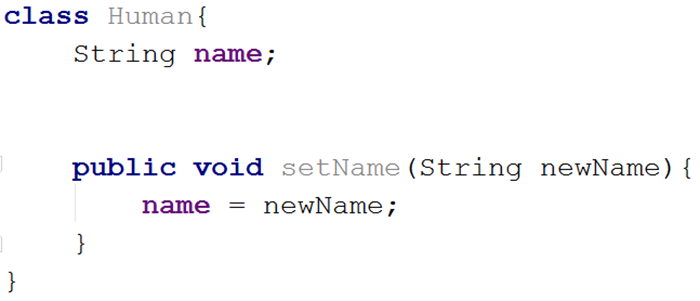 class Human{
    String name;
    public void setName(String newName){
        name = newName;
    }
}